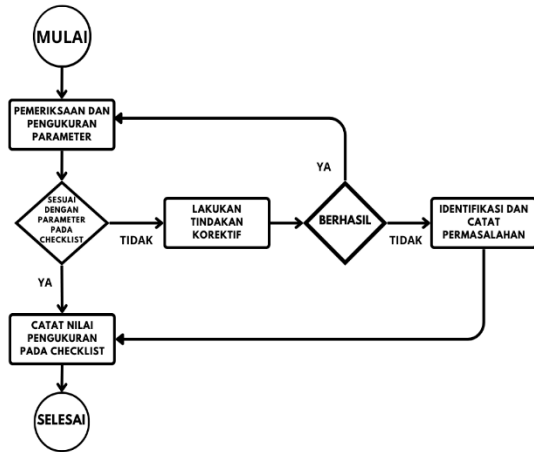 MULAI
PEMERIKSAAN DAN
PENGUKURAN
PARAMETER
YA
SESUAI
DENGAN
PARAMETER
PADA
CHECKLIST
TIDAK
LAKUKAN
TINDAKAN
KOREKTIF
BERHASIL
TIDAK
IDENTIFIKASI DAN
CATAT
PERMASALAHAN
YA
CATAT NILAI
PENGUKURAN
PADA CHECKLIST
SELESAI